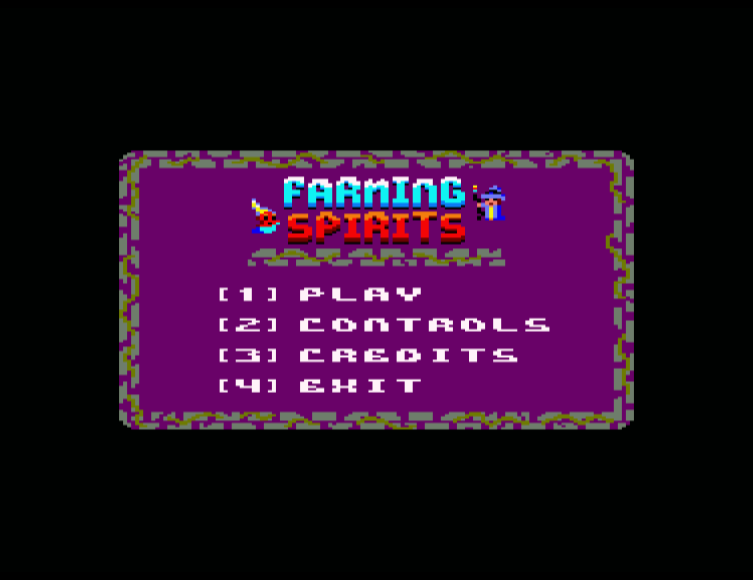 FARMING
SPIRITS
[1] PLAY
[2] CONTROLS
[3] CREDITS
[4] EXIT